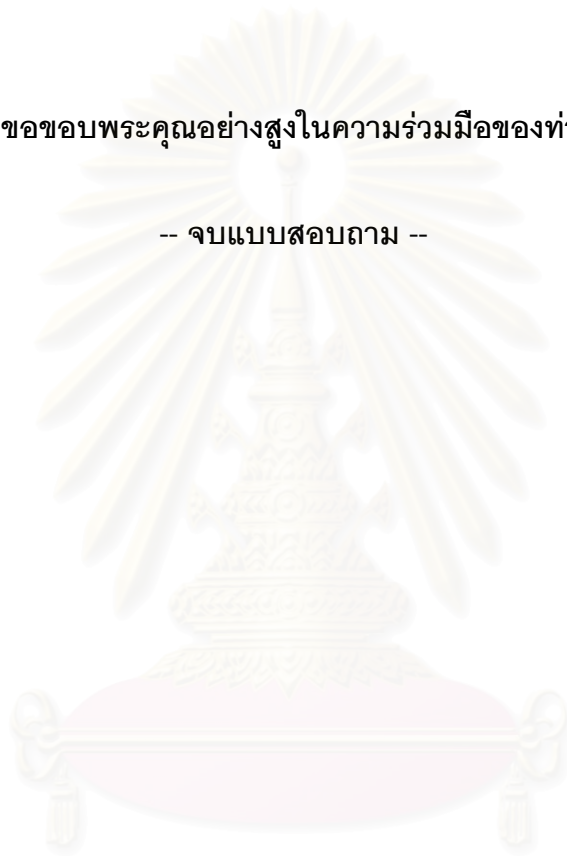 ขอขอบพระคุณอย่างสูงในความร่วมมือของ
-- จบแบบสอบถาม --